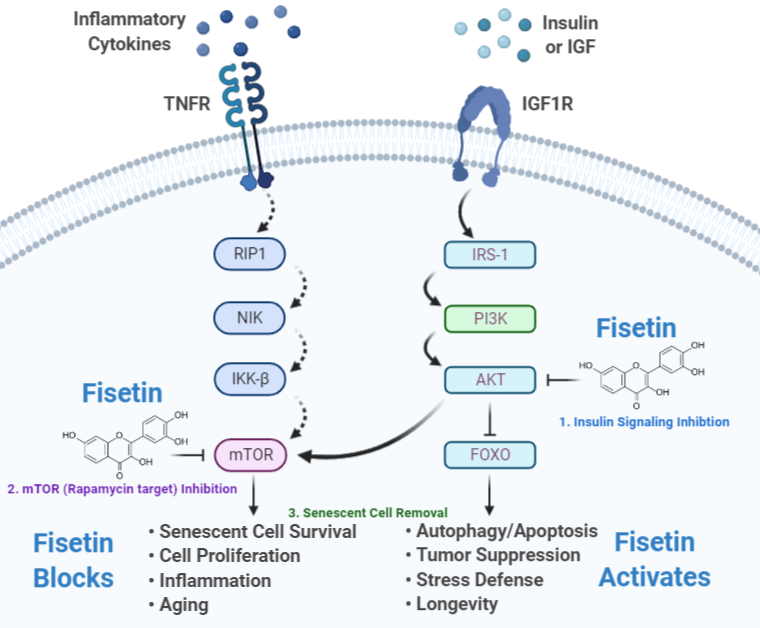 Inflammatory
Cytokines
Insulin
or IGF
TNFR
IGF1R
RIP1
IRS-1
NIK
PI3K
Fisetin
IKK-β
AKT
HO
O
OH
OH
OH
O
1. Insulin Signaling Inhibtion
Fisetin
HO
O
OH
OH
OH
O
mTOR
FOXO
2. mTOR (Rapamycin target) Inhibition
3. Senescent Cell Removal
Fisetin
Blocks
• Senescent Cell Survival
• Cell Proliferation
• Inflammation
• Aging
• Autophagy/Apoptosis
• Tumor Suppression
• Stress Defense
• Longevity
Fisetin
Activates